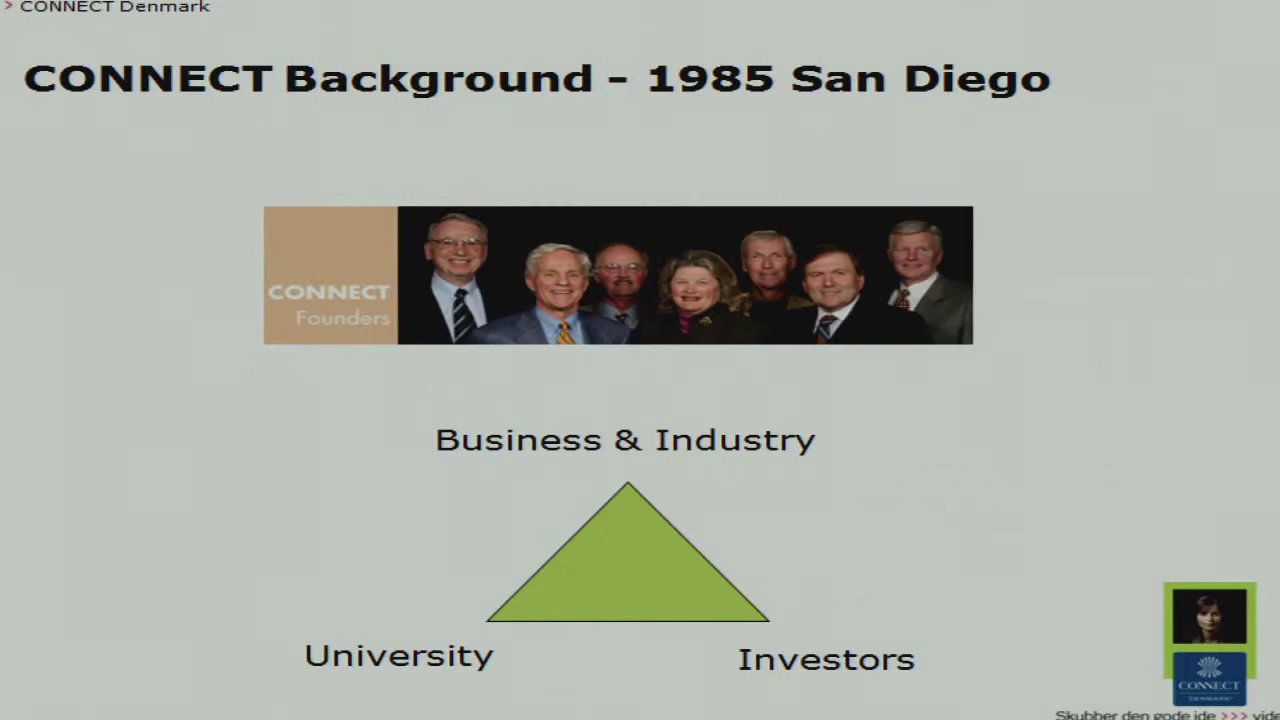 > CONNECT Denmark
CONNECT Background - 1985 San Diego
CONNECT
Founders
Business & Industry
University
Investors
CONNECT
DENMARK
Skubber den gode ide >>> vide